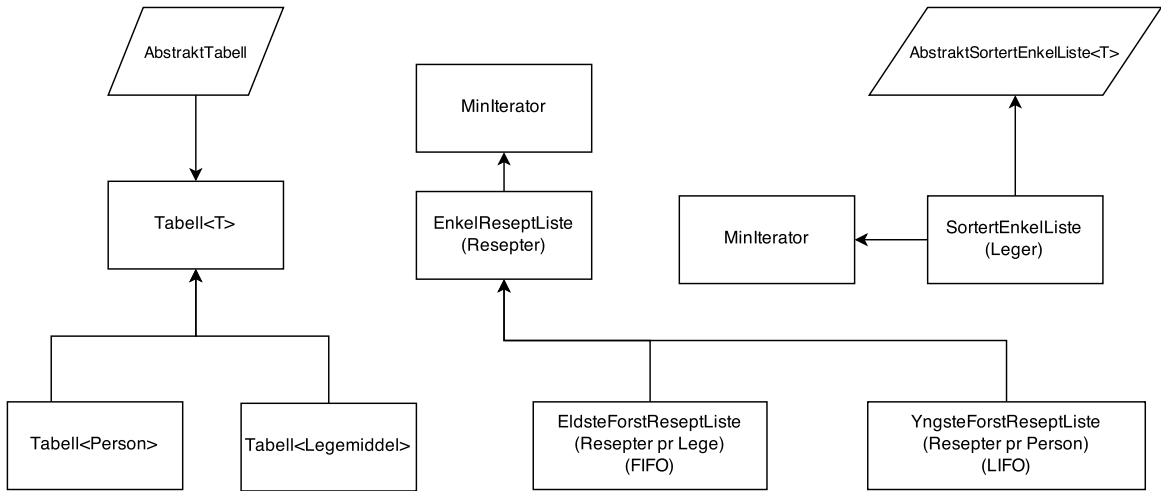 AbstraktTabell
AbstraktSortertEnkelListe<T>
MinIterator
Tabell<T>
EnkelReseptListe
(Resepter)
MinIterator
SortertEnkelListe
(Leger)
Tabell<Person>
Tabell<Legemiddel>
EldsteForstReseptListe
(Resepter pr Lege)
(FIFO)
YngsteForstReseptListe
(Resepter pr Person)
(LIFO)